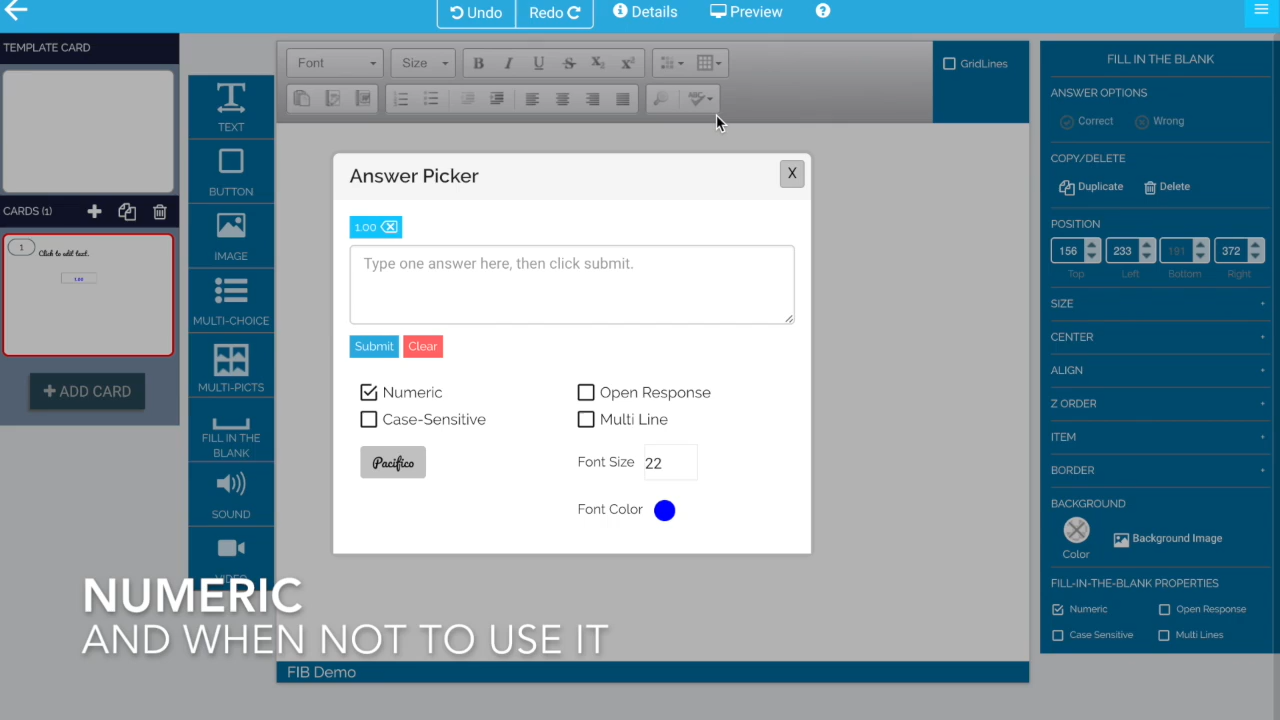 Undo
Redo
Details
Preview
TEMPLATE CARD
CARDS (1)
1
Click to edit text.
1.00
ADD CARD
TEXT
BUTTON
IMAGE
MULTI-CHOICE
MULTI-PICTS
FILL IN THE
BLANK
SOUND
VIDEO
Font
Size
B I U S X₂ X²
ABC
GridLines
Answer Picker
X
1.00
Type one answer here, then click submit.
Submit Clear
Numeric
Open Response
Case-Sensitive
Multi Line
Pacifico
Font Size 22
Font Color
NUMERIC
AND WHEN NOT TO USE IT
FIB Demo
FILL IN THE BLANK
ANSWER OPTIONS
Correct
Wrong
COPY/DELETE
Duplicate
Delete
POSITION
156 233 191 372
Top Left Bottom Right
SIZE +
CENTER +
ALIGN +
Z ORDER +
ITEM +
BORDER +
BACKGROUND
Color
Background Image
FILL-IN-THE-BLANK PROPERTIES
Numeric
Open Response
Case Sensitive
Multi Lines